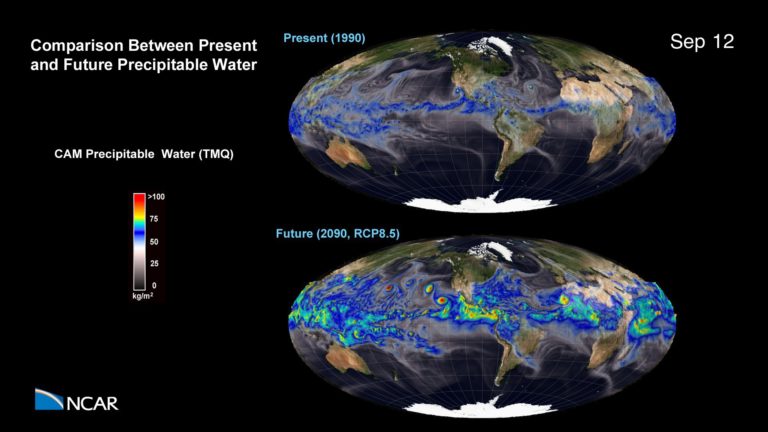 Comparison Between Present
and Future Precipitable Water
Present (1990)
Sep 12
CAM Precipitable Water (TMQ)
>100
75
50
25
0
kg/m²
Future (2090, RCP8.5)
NCAR